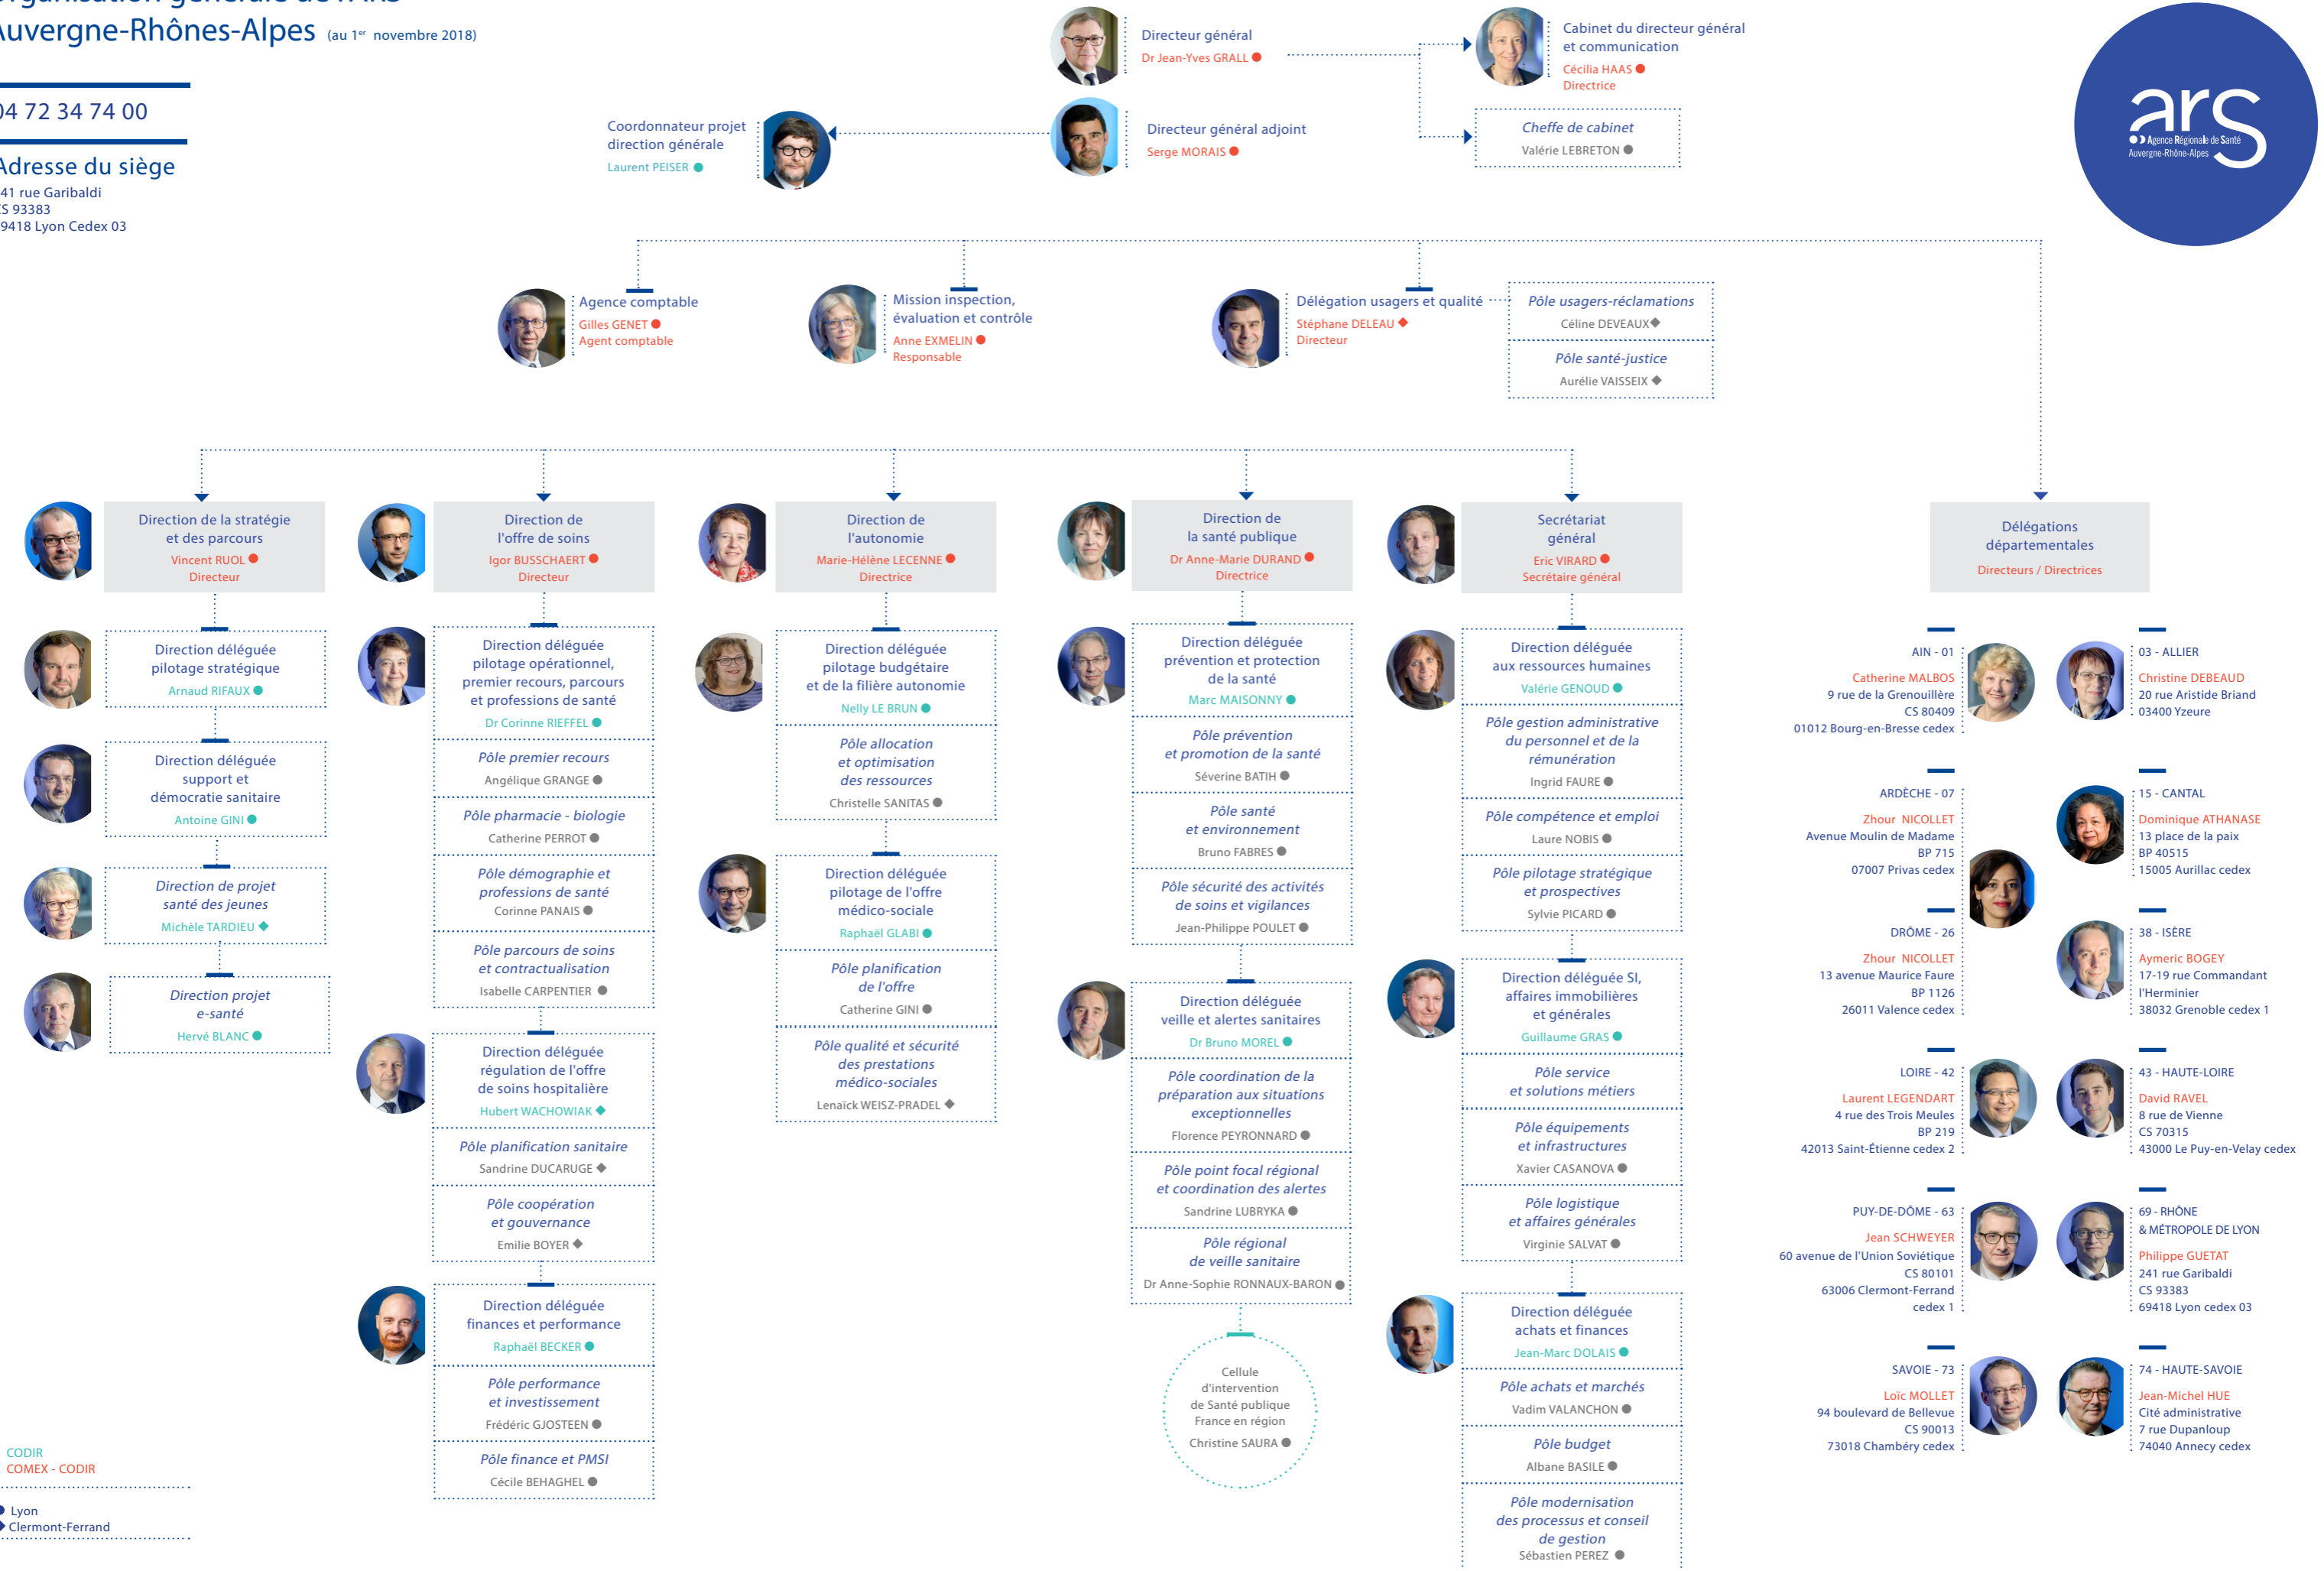 Auvergne-Rhônes-Alpes (au 1er novembre 2018)
04 72 34 74 00
Adresse du siège
41 rue Garibaldi
CS 93383
9418 Lyon Cedex 03
Directeur général
Dr Jean-Yves GRALL
Cabinet du directeur général
et communication
Cécilia HAAS
Directrice
Cheffe de cabinet
Valérie LEBRETON
Coordonnateur projet
direction générale
Laurent PEISER
Directeur général adjoint
Serge MORAIS
ars
Agence Régionale de Santé
Auvergne-Rhône-Alpes
Agence comptable
Gilles GENET
Agent comptable
Mission inspection,
évaluation et contrôle
Anne EXMELIN
Responsable
Délégation usagers et qualité
Stéphane DELEAU
Directeur
Pôle usagers-réclamations
Céline DEVEAUX
Pôle santé-justice
Aurélie VAISSEIX
Direction de la stratégie
et des parcours
Vincent RUOL
Directeur
Direction déléguée
pilotage stratégique
Arnaud RIFAUX
Direction déléguée
support et
démocratie sanitaire
Antoine GINI
Direction de projet
santé des jeunes
Michèle TARDIEU
Direction projet
e-santé
Hervé BLANC
Direction de
l'offre de soins
Igor BUSSCHAERT
Directeur
Direction déléguée
pilotage opérationnel,
premier recours, parcours
et professions de santé
Dr Corinne RIEFFEL
Pôle premier recours
Angélique GRANGE
Pôle pharmacie - biologie
Catherine PERROT
Pôle démographie et
professions de santé
Corinne PANAIS
Pôle parcours de soins
et contractualisation
Isabelle CARPENTIER
Direction déléguée
régulation de l'offre
de soins hospitalière
Hubert WACHOWIAK
Pôle planification sanitaire
Sandrine DUCARUGE
Pôle coopération
et gouvernance
Emilie BOYER
Direction déléguée
finances et performance
Raphaël BECKER
Pôle performance
et investissement
Frédéric GJOSTEEN
Pôle finance et PMSI
Cécile BEHAGHEL
Direction de
l'autonomie
Marie-Hélène LECENNE
Directrice
Direction déléguée
pilotage budgétaire
et de la filière autonomie
Nelly LE BRUN
Pôle allocation
et optimisation
des ressources
Christelle SANITAS
Direction déléguée
pilotage de l'offre
médico-sociale
Raphaël GLABI
Pôle planification
de l'offre
Catherine GINI
Pôle qualité et sécurité
des prestations
médico-sociales
Lenaïck WEISZ-PRADEL
Direction de
la santé publique
Dr Anne-Marie DURAND
Directrice
Direction déléguée
prévention et protection
de la santé
Marc MAISONNY
Pôle prévention
et promotion de la santé
Séverine BATIH
Pôle santé
et environnement
Bruno FABRES
Pôle sécurité des activités
de soins et vigilances
Jean-Philippe POULET
Direction déléguée
veille et alertes sanitaires
Dr Bruno MOREL
Pôle coordination de la
préparation aux situations
exceptionnelles
Florence PEYRONNARD
Pôle point focal régional
et coordination des alertes
Sandrine LUBRYKA
Pôle régional
de veille sanitaire
Dr Anne-Sophie RONNAUX-BARON
Cellule
d'intervention
de Santé publique
France en région
Christine SAURA
Secrétariat
général
Eric VIRARD
Secrétaire général
Direction déléguée
aux ressources humaines
Valérie GENOUD
Pôle gestion administrative
du personnel et de la
rémunération
Ingrid FAURE
Pôle compétence et emploi
Laure NOBIS
Pôle pilotage stratégique
et prospectives
Sylvie PICARD
Direction déléguée SI,
affaires immobilières
et générales
Guillaume GRAS
Pôle service
et solutions métiers
Pôle équipements
et infrastructures
Xavier CASANOVA
Pôle logistique
et affaires générales
Virginie SALVAT
Direction déléguée
achats et finances
Jean-Marc DOLAIS
Pôle achats et marchés
Vadim VALANCHON
Pôle budget
Albane BASILE
Pôle modernisation
des processus et conseil
de gestion
Sébastien PEREZ
Délégations
départementales
Directeurs / Directrices
AIN - 01
Catherine MALBOS
9 rue de la Grenouillère
CS 80409
01012 Bourg-en-Bresse cedex
03 - ALLIER
Christine DEBEAUD
20 rue Aristide Briand
03400 Yzeure
ARDÈCHE - 07
Zhour NICOLLET
Avenue Moulin de Madame
BP 715
07007 Privas cedex
15 - CANTAL
Dominique ATHANASE
13 place de la paix
BP 40515
15005 Aurillac cedex
DRÔME - 26
Zhour NICOLLET
13 avenue Maurice Faure
BP 1126
26011 Valence cedex
38 - ISÈRE
Aymeric BOGEY
17-19 rue Commandant
l'Herminier
38032 Grenoble cedex 1
LOIRE - 42
Laurent LEGENDART
4 rue des Trois Meules
BP 219
42013 Saint-Étienne cedex 2
43 - HAUTE-LOIRE
David RAVEL
8 rue de Vienne
CS 70315
43000 Le Puy-en-Velay cedex
PUY-DE-DÔME - 63
Jean SCHWEYER
60 avenue de l'Union Soviétique
CS 80101
63006 Clermont-Ferrand
cedex 1
69 - RHÔNE
& MÉTROPOLE DE LYON
Philippe GUETAT
241 rue Garibaldi
CS 93383
69418 Lyon cedex 03
SAVOIE - 73
Loïc MOLLET
94 boulevard de Bellevue
CS 90013
73018 Chambéry cedex
74 - HAUTE-SAVOIE
Jean-Michel HUE
Cité administrative
7 rue Dupanloup
74040 Annecy cedex
CODIR
COMEX - CODIR
Lyon
Clermont-Ferrand